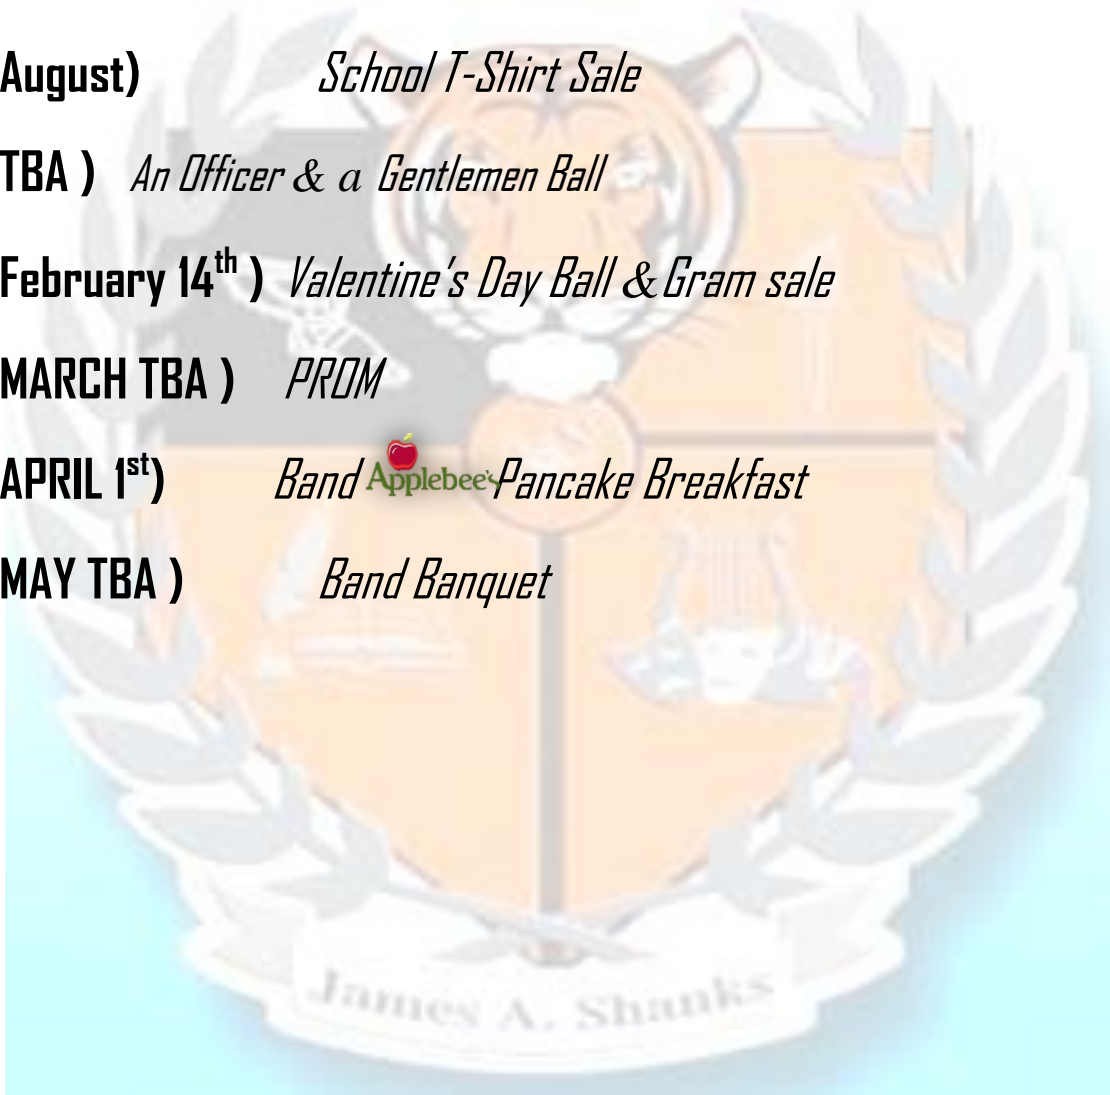 August) School T-Shirt Sale
TBA ) An Officer & a Gentlemen Ball
February 14th ) Valentine's Day Ball &Gram sale
MARCH TBA ) PROM
APRIL 1st) Band Applebee's Pancake Breakfast
MAY TBA ) Band Banquet
James A. Shanks